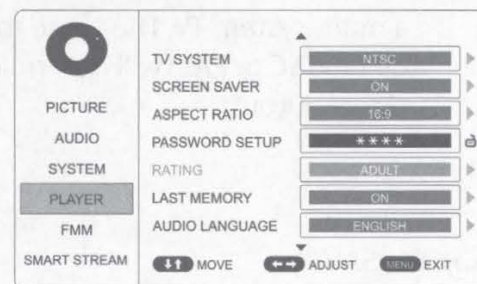 PICTURE
AUDIO
SYSTEM
PLAYER
FMM
SMART STREAM
TV SYSTEM NTSC
SCREEN SAVER ON
ASPECT RATIO 16:9
PASSWORD SETUP ****
RATING ADULT
LAST MEMORY ON
AUDIO LANGUAGE ENGLISH
MOVE ADJUST MENU EXIT